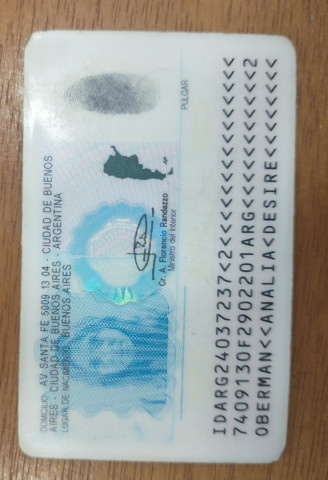 DOMICILIO: AV SANTA FE 5009 13 04 - CIUDAD DE BUENOS
AIRES - CIUDAD DE BUENOS AIRES - ARGENTINA
LUGAR DE NACIMIENTO: BUENOS AIRES
Cr. A. Florencio Randazzo
Ministro del Interior
PULGAR
IDARG24037237<2<<<<<<<<<<<<<<<
7409130F2902201ARG<<<<<<<<<<<2
OBERMAN<<ANALIA<DESIRE<<<<<<<<